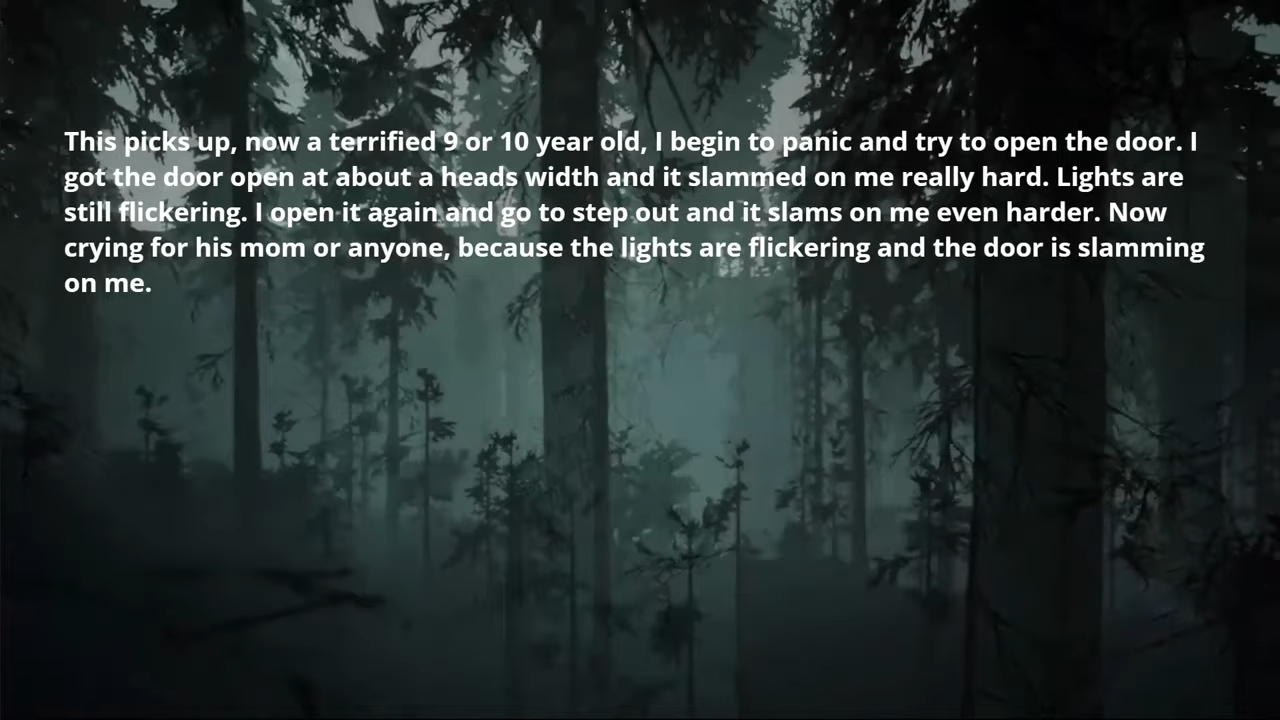 This picks up, now a terrified 9 or 10 year old, I begin to panic and try to open the door. I
got the door open at about a heads width and it slammed on me really hard. Lights are
still flickering. I open it again and go to step out and it slams on me even harder. Now
crying for his mom or anyone, because the lights are flickering and the door is slamming
on me.